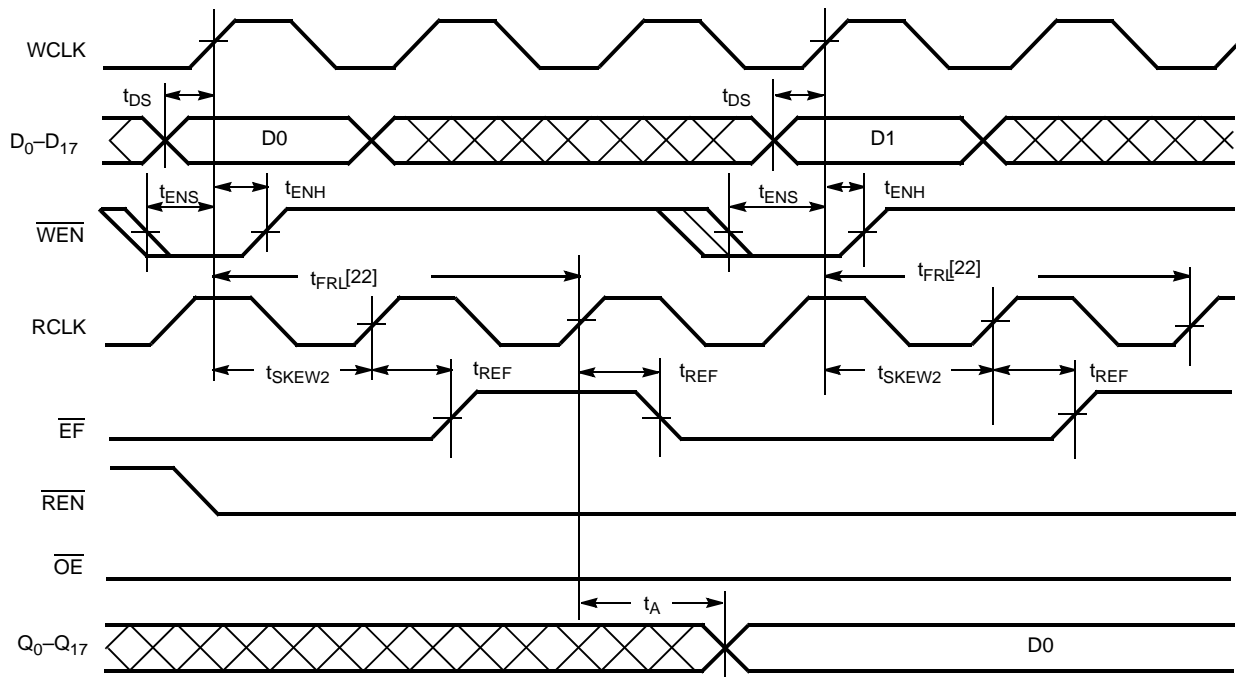 WCLK
tDS tDS
D0–D17 D0 D1
tENS tENH tENS tENH
WEN
tFRL[22] tFRL[22]
RCLK
tSKEW2 tREF tREF tSKEW2 tREF
EF
REN
OE
tA
Q0–Q17 D0